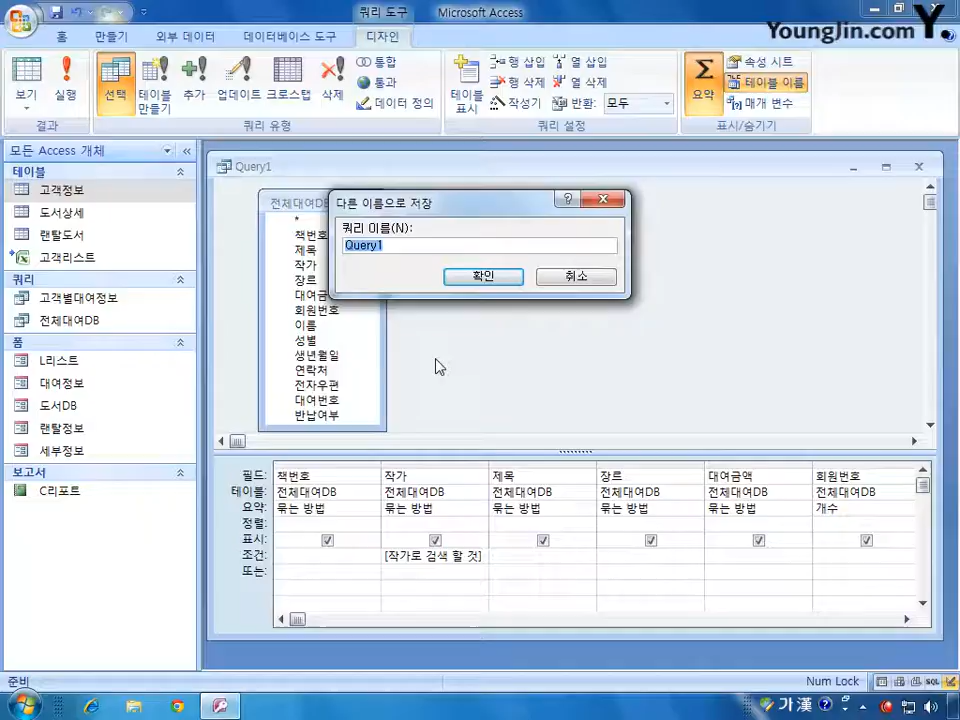 쿼리 도구 Microsoft Access
YoungJin.com Y.
홈 만들기 외부 데이터 데이터베이스 도구 디자인
보기 실행 선택 테이블 만들기 추가 업데이트 크로스탭 삭제 통합 통과 데이터 정의 테이블 표시 행 삽입 행 삭제 작성기 열 삽입 열 삭제 반환: 모두 요약 속성 시트 테이블 이름 매개 변수
결과 쿼리 유형 쿼리 설정 표시/숨기기
모든 Access 개체
테이블
고객정보
도서상세
랜탈도서
고객리스트
쿼리
고객별대여정보
전체대여DB
폼
L리스트
대여정보
도서DB
랜탈정보
세부정보
보고서
C리포트
Query1
다른 이름으로 저장
쿼리 이름(N):
Query1
확인 취소
전체대여DB
*
책번호
제목
작가
장르
대여금
회원번호
이름
성별
생년월일
연락처
전자우편
대여번호
반납여부
필드: 책번호 작가 제목 장르 대여금액 회원번호
테이블: 전체대여DB 전체대여DB 전체대여DB 전체대여DB 전체대여DB 전체대여DB
요약: 묶는 방법 묶는 방법 묶는 방법 묶는 방법 묶는 방법 개수
정렬:
표시:
조건: [작가로 검색 할 것]
또는:
준비 Num Lock SQL
가 漢